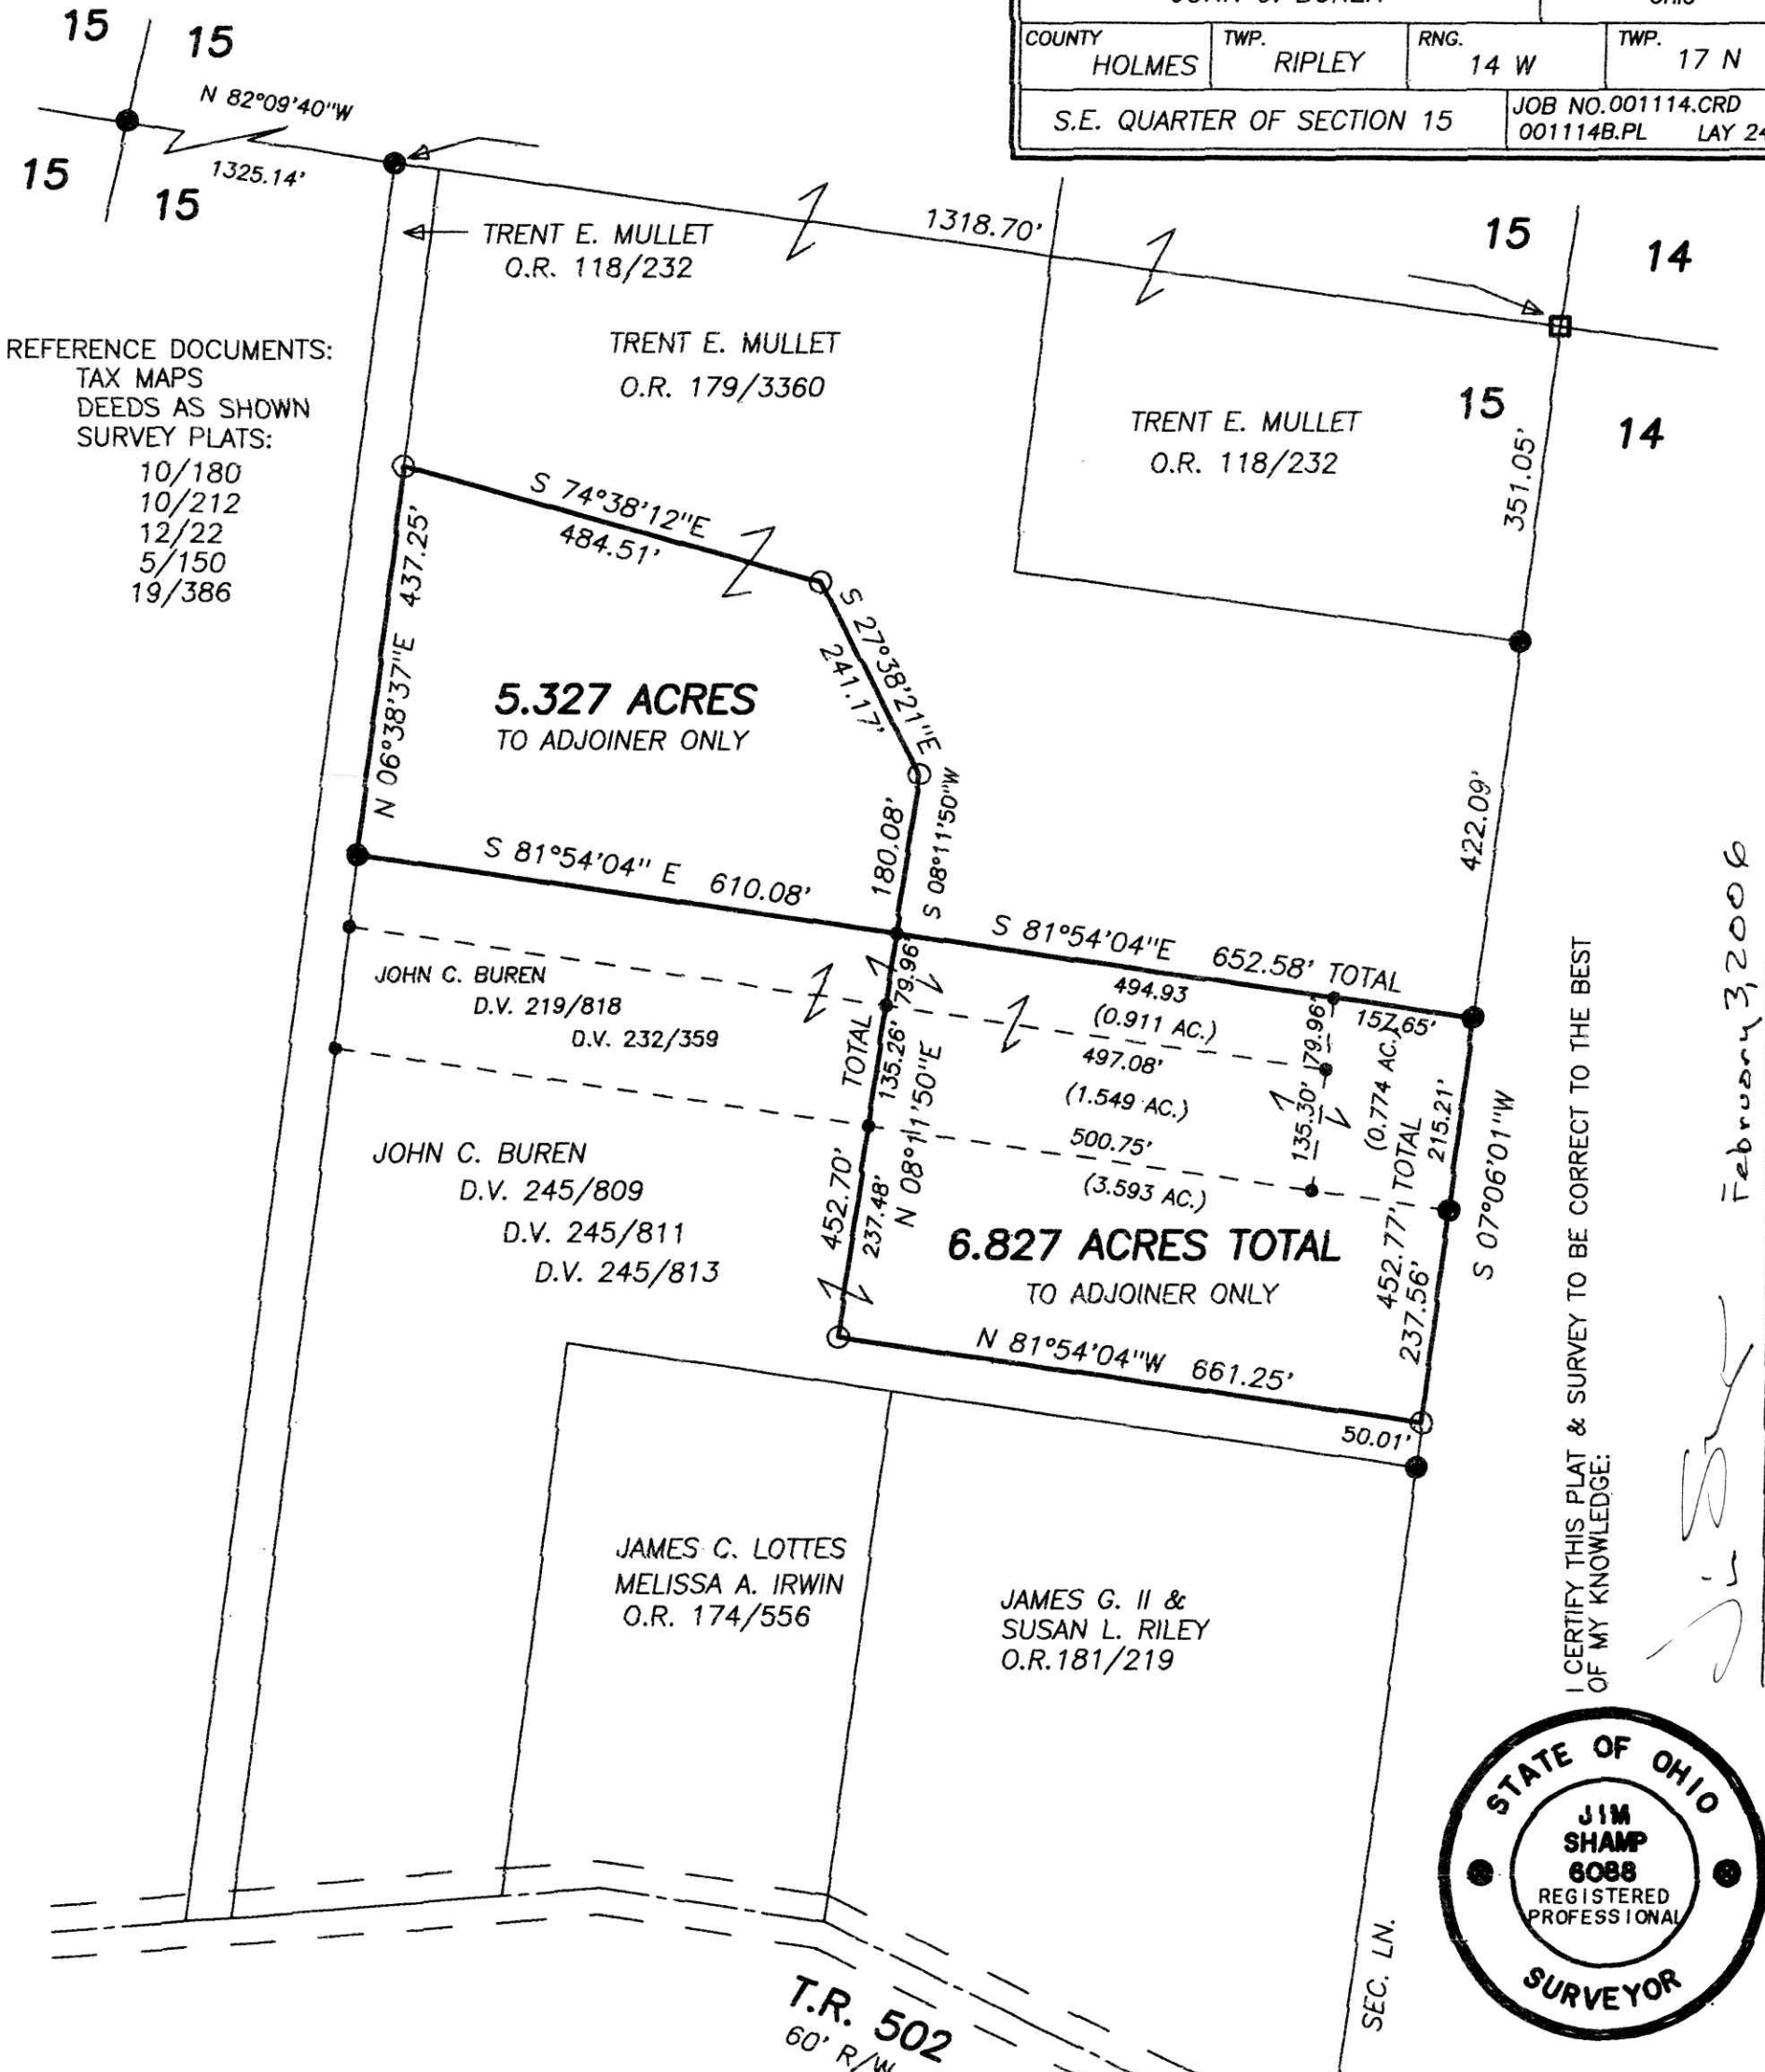 Ohio
COUNTY
HOLMES
TWP.
RIPLEY
RNG.
14 W
TWP.
17 N
S.E. QUARTER OF SECTION 15
JOB NO.001114.CRD
001114B.PL LAY 24
15
15
N 82°09'40"W
1325.14'
15
15
1318.70'
15
14
15
14
TRENT E. MULLET
O.R. 118/232
TRENT E. MULLET
O.R. 179/3360
TRENT E. MULLET
O.R. 118/232
351.05'
REFERENCE DOCUMENTS:
TAX MAPS
DEEDS AS SHOWN
SURVEY PLATS:
10/180
10/212
12/22
5/150
19/386
S 74°38'12"E
484.51'
N 06°38'37"E 437.25'
S 27°38'21"E
241.17'
5.327 ACRES
TO ADJOINER ONLY
180.08'
S 08°11'50"W
422.09'
S 81°54'04" E 610.08'
S 81°54'04"E 652.58' TOTAL
494.93
(0.911 AC.)
157.65'
79.96'
79.96'
JOHN C. BUREN
D.V. 219/818
D.V. 232/359
497.08'
(1.549 AC.)
135.26'
135.30'
(0.774 AC.)
215.21'
500.75'
(3.593 AC.)
452.70' TOTAL
237.48'
N 08°11'50"E
452.77' TOTAL
237.56'
S 07°06'01"W
JOHN C. BUREN
D.V. 245/809
D.V. 245/811
D.V. 245/813
6.827 ACRES TOTAL
TO ADJOINER ONLY
N 81°54'04"W 661.25'
50.01'
JAMES C. LOTTES
MELISSA A. IRWIN
O.R. 174/556
JAMES G. II &
SUSAN L. RILEY
O.R.181/219
SEC. LN.
T.R. 502
60' R/W
I CERTIFY THIS PLAT & SURVEY TO BE CORRECT TO THE BEST
OF MY KNOWLEDGE:
February 3, 2006
STATE OF OHIO
JIM
SHAMP
6088
REGISTERED
PROFESSIONAL
SURVEYOR